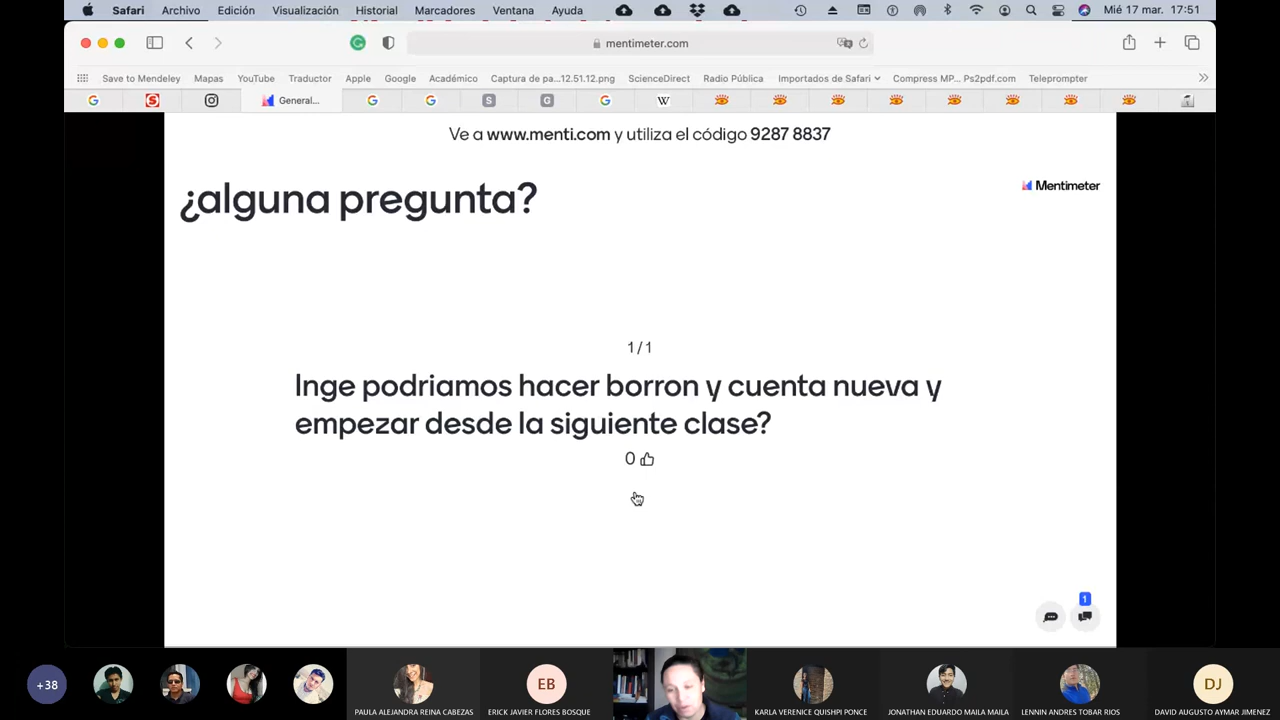 Safari Archivo Edición Visualización Historial Marcadores Ventana Ayuda Mié 17 mar. 17:51
mentimeter.com
Save to Mendeley Mapas YouTube Traductor Apple Google Académico Captura de pa...12.51.12.png ScienceDirect Radio Pública Importados de Safari Compress MP... Ps2pdf.com Teleprompter
General...
Ve a www.menti.com y utiliza el código 9287 8837
¿alguna pregunta?
Mentimeter
1 / 1
Inge podriamos hacer borron y cuenta nueva y
empezar desde la siguiente clase?
0
1
+38
EB
DJ
PAULA ALEJANDRA REINA CABEZAS ERICK JAVIER FLORES BOSQUE KARLA VERENICE QUISHPI PONCE JONATHAN EDUARDO MAILA MAILA LENNIN ANDRES TOBAR RIOS DAVID AUGUSTO AYMAR JIMENEZ